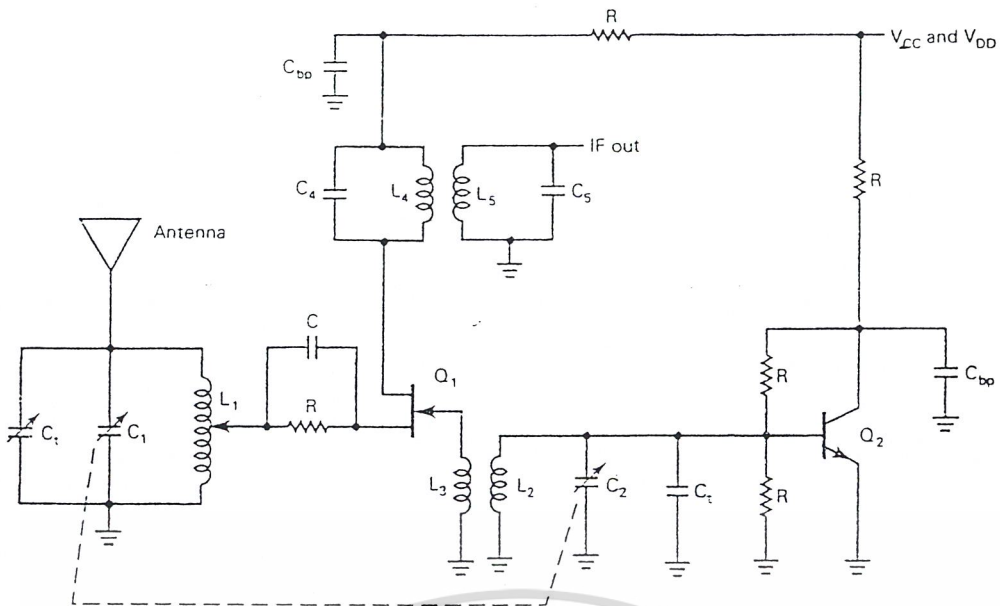 R
V_CC and V_DD
C_bp
IF out
C_4
L_4
L_5
C_5
R
Antenna
C
Q_1
R
C_bp
C_t
C_1
L_1
R
Q_2
L_3
L_2
C_2
C_t
R